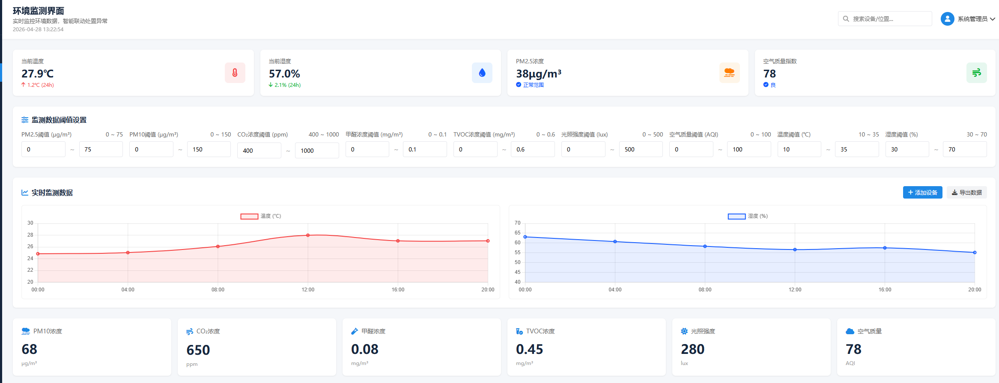 环境监测界面
实时监控环境数据，智能联动处置异常
2026-04-28 13:22:54
搜索设备/位置...
系统管理员
当前温度
27.9℃
1.2℃ (24h)
当前湿度
57.0%
2.1% (24h)
PM2.5浓度
38μg/m³
正常范围
空气质量指数
78
良
监测数据阈值设置
PM2.5阈值 (μg/m³) 0 ~ 75
0 ~ 75
PM10阈值 (μg/m³) 0 ~ 150
0 ~ 150
CO₂浓度阈值 (ppm) 400 ~ 1000
400 ~ 1000
甲醛浓度阈值 (mg/m³) 0 ~ 0.1
0 ~ 0.1
TVOC浓度阈值 (mg/m³) 0 ~ 0.6
0 ~ 0.6
光照强度阈值 (lux) 0 ~ 500
0 ~ 500
空气质量阈值 (AQI) 0 ~ 100
0 ~ 100
温度阈值 (℃) 10 ~ 35
10 ~ 35
湿度阈值 (%) 30 ~ 70
30 ~ 70
实时监测数据
添加设备
导出数据
温度 (℃)
30
28
26
24
22
20
00:00 04:00 08:00 12:00 16:00 20:00
湿度 (%)
70
65
60
55
50
45
40
00:00 04:00 08:00 12:00 16:00 20:00
PM10浓度
68
μg/m³
CO₂浓度
650
ppm
甲醛浓度
0.08
mg/m³
TVOC浓度
0.45
mg/m³
光照强度
280
lux
空气质量
78
AQI